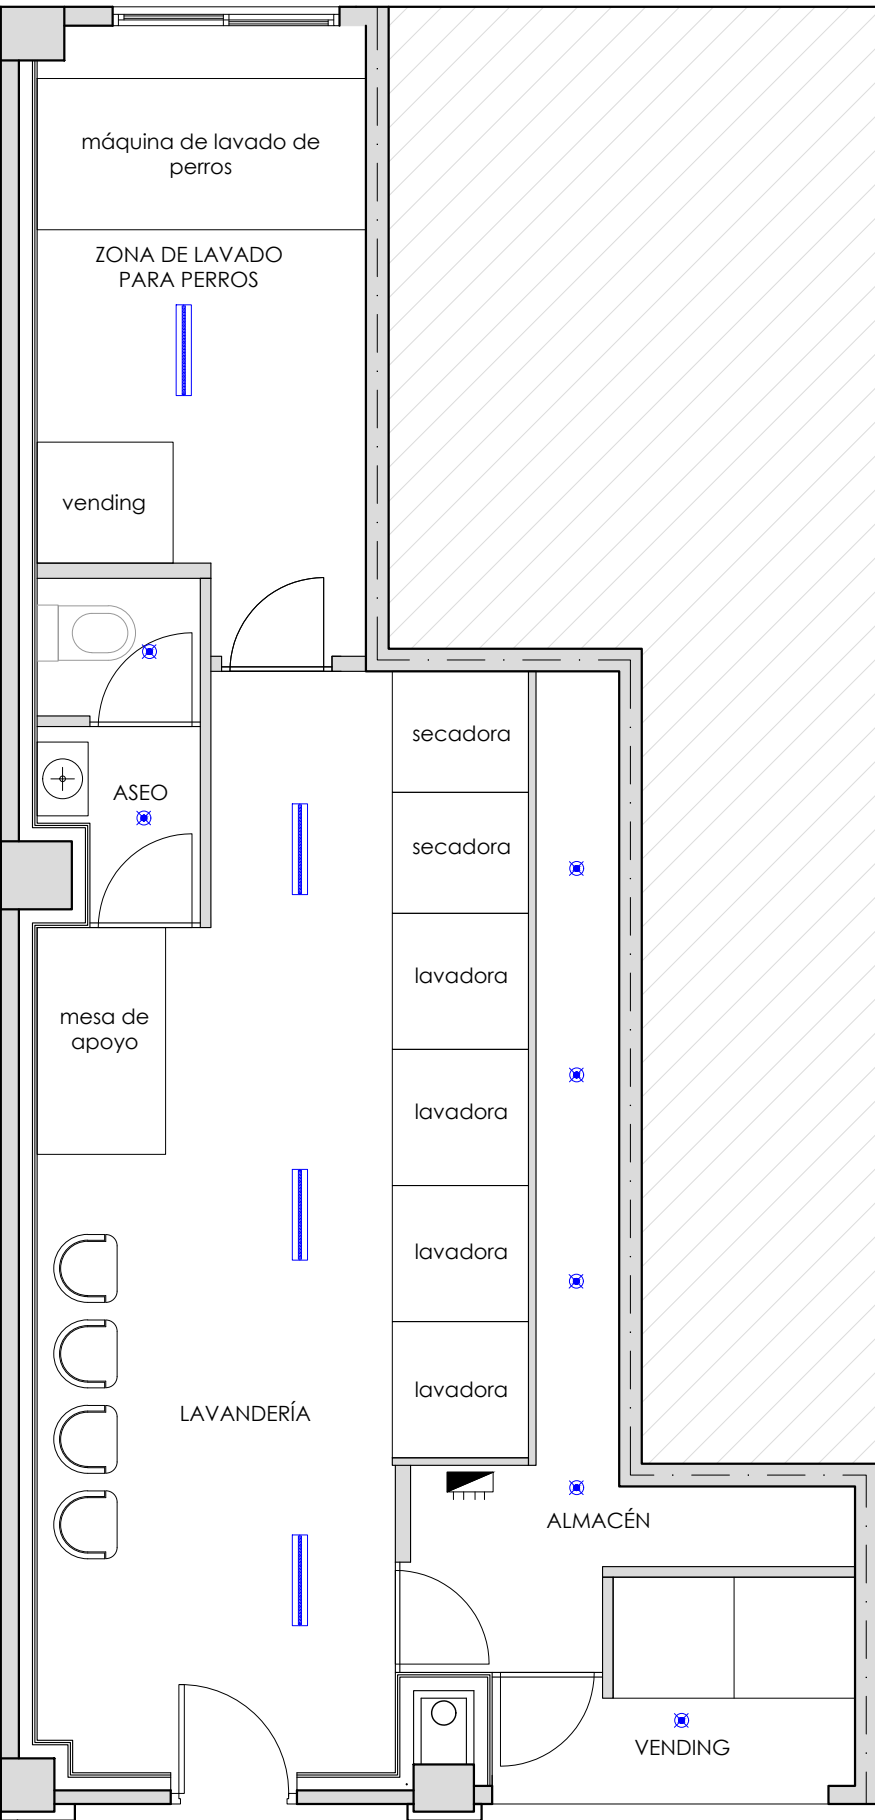 máquina de lavado de
perros
ZONA DE LAVADO
PARA PERROS
vending
secadora
ASEO
secadora
lavadora
mesa de
apoyo
lavadora
lavadora
lavadora
LAVANDERÍA
ALMACÉN
VENDING